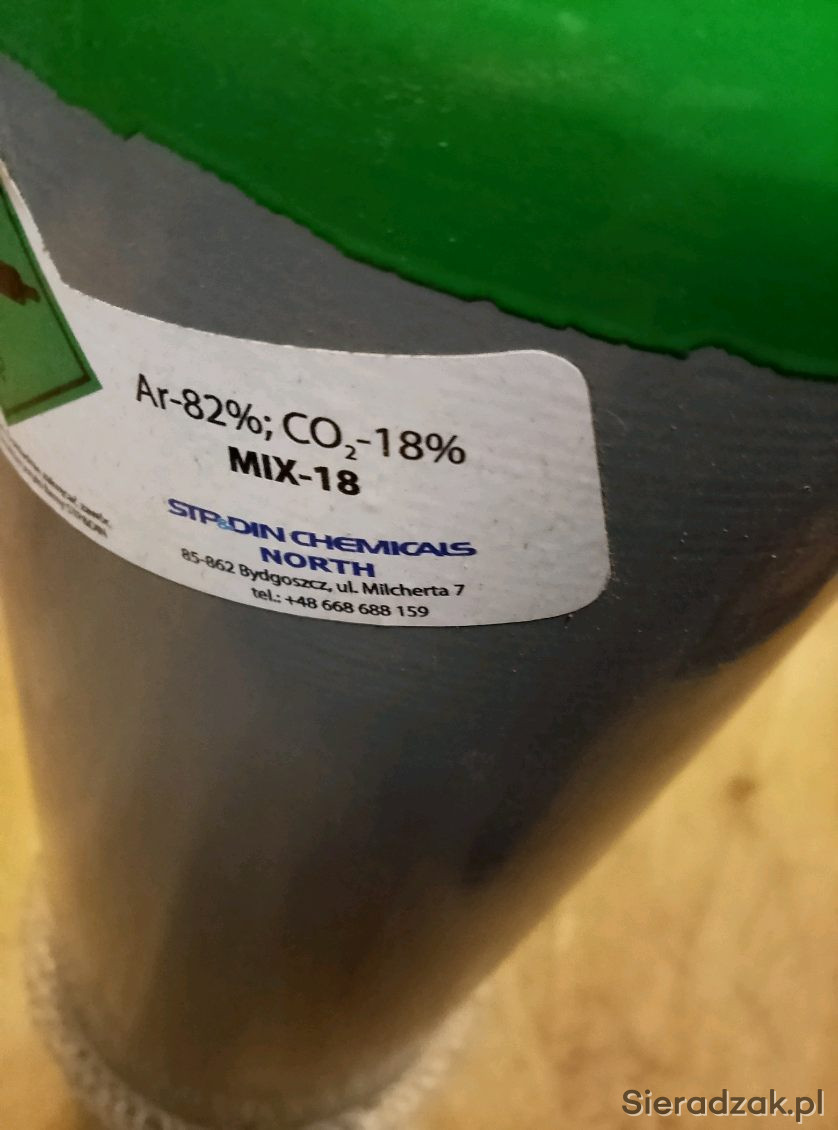 Ar-82%; CO₂-18%
MIX-18
STP&DIN CHEMICALS
NORTH
85-862 Bydgoszcz, ul. Milcherta 7
tel.: +48 668 688 159
Sieradzak.pl